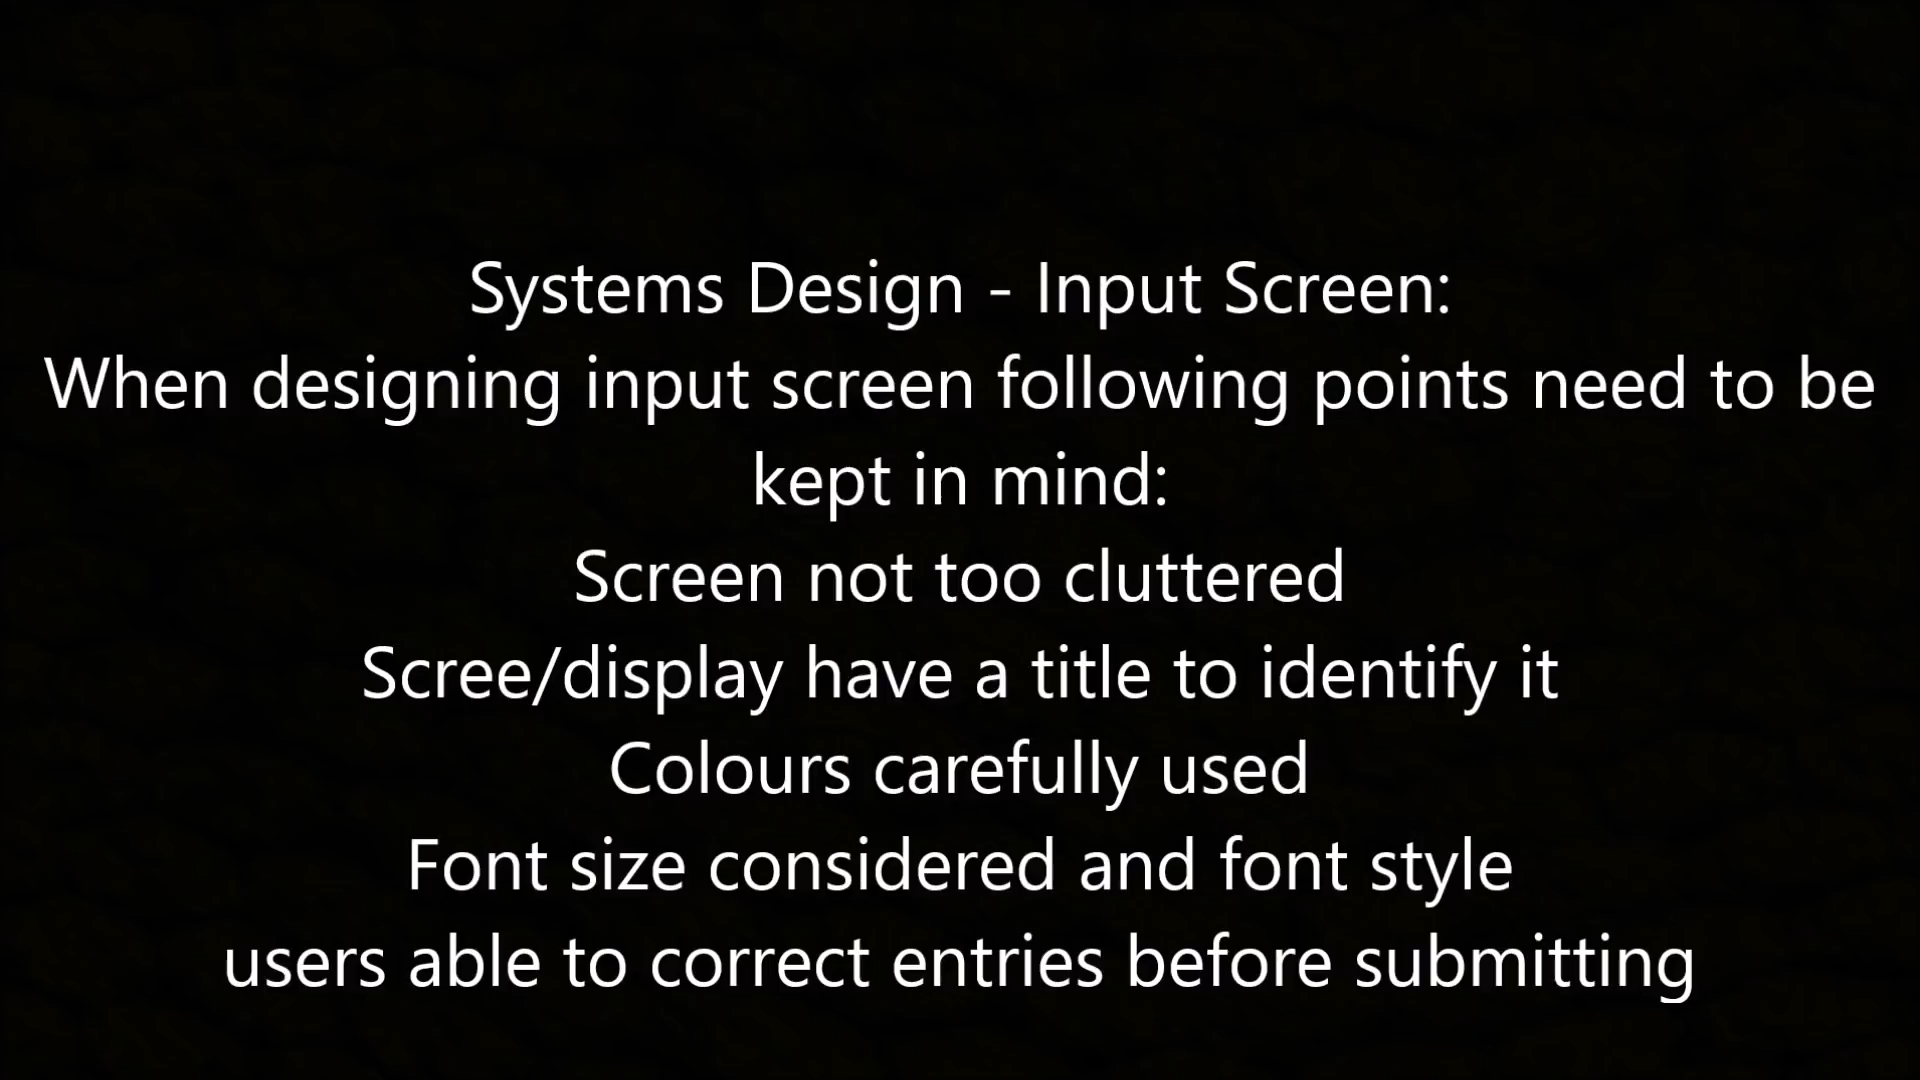 Systems Design - Input Screen:
When designing input screen following points need to be
kept in mind:
Screen not too cluttered
Scree/display have a title to identify it
Colours carefully used
Font size considered and font style
users able to correct entries before submitting